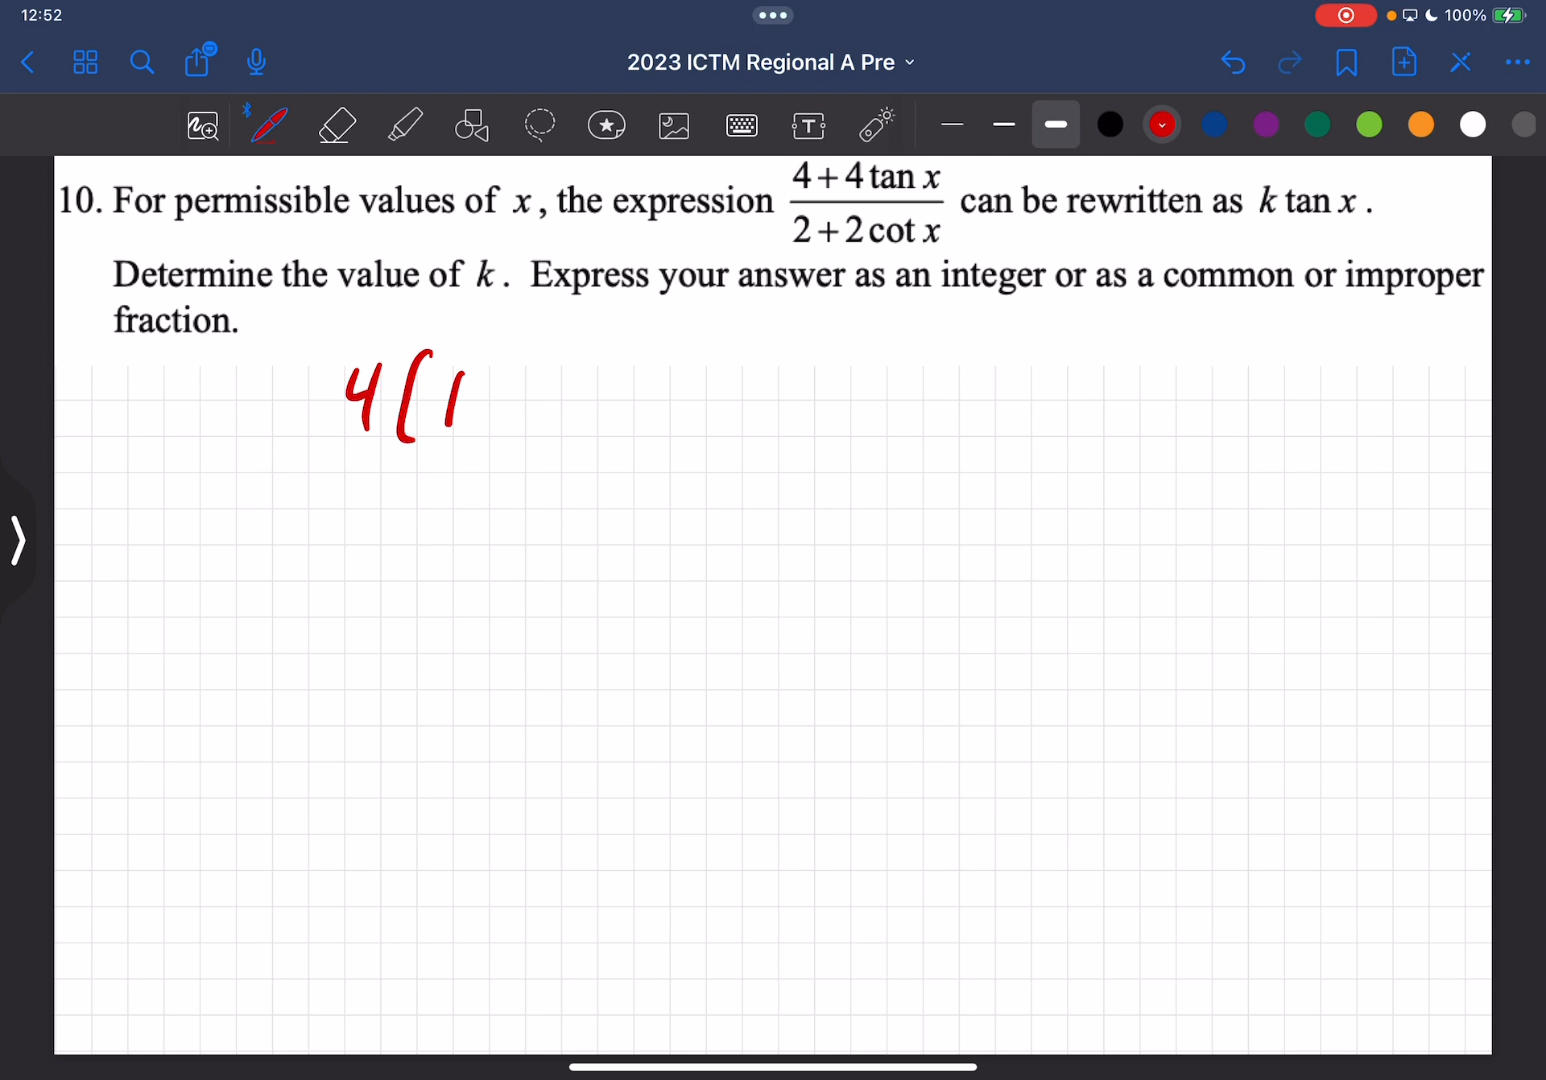 12:52
100%
2023 ICTM Regional A Pre
T
10. For permissible values of x, the expression (4+4 tan x)/(2+2 cot x) can be rewritten as k tan x.
Determine the value of k. Express your answer as an integer or as a common or improper
fraction.
4(1